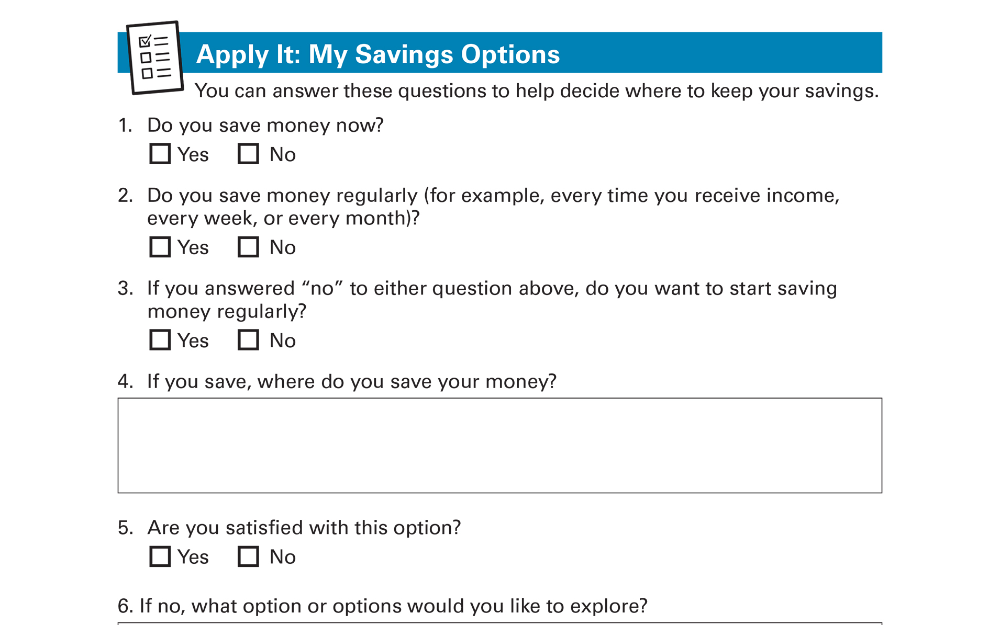 Apply It: My Savings Options
You can answer these questions to help decide where to keep your savings.
1. Do you save money now?
Yes No
2. Do you save money regularly (for example, every time you receive income,
every week, or every month)?
Yes No
3. If you answered “no” to either question above, do you want to start saving
money regularly?
Yes No
4. If you save, where do you save your money?
5. Are you satisfied with this option?
Yes No
6. If no, what option or options would you like to explore?